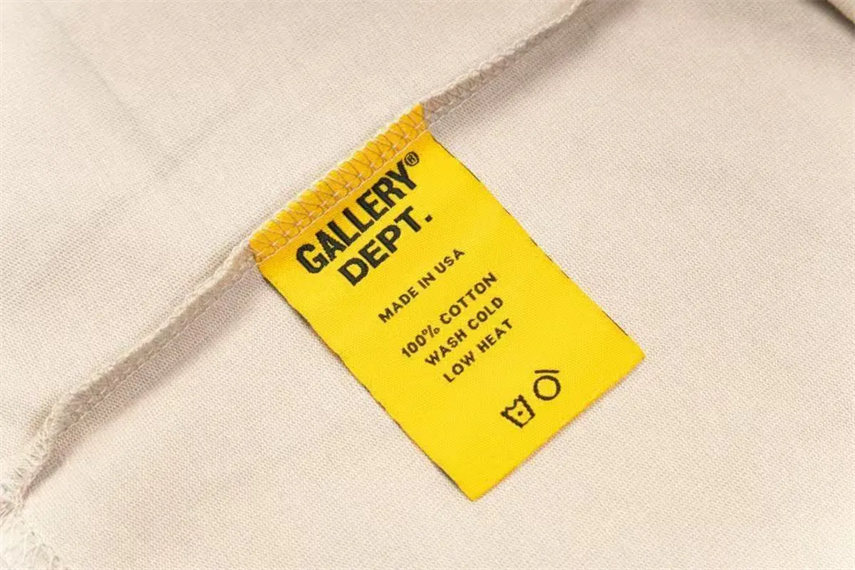 GALLERY®
DEPT.
MADE IN USA
100% COTTON
WASH COLD
LOW HEAT